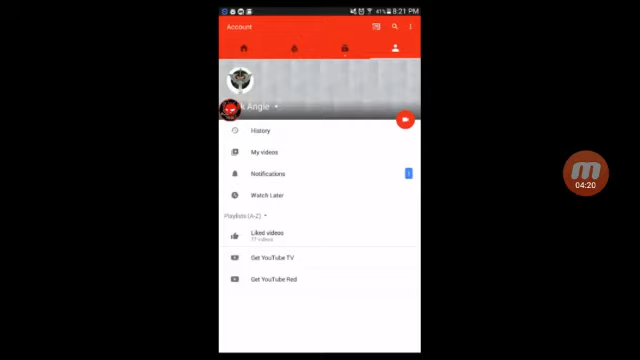 41% 8:21 PM
Account
k Angie
History
My videos
Notifications
Watch Later
Playlists (A-Z)
Liked videos
77 videos
Get YouTube TV
Get YouTube Red
04:20